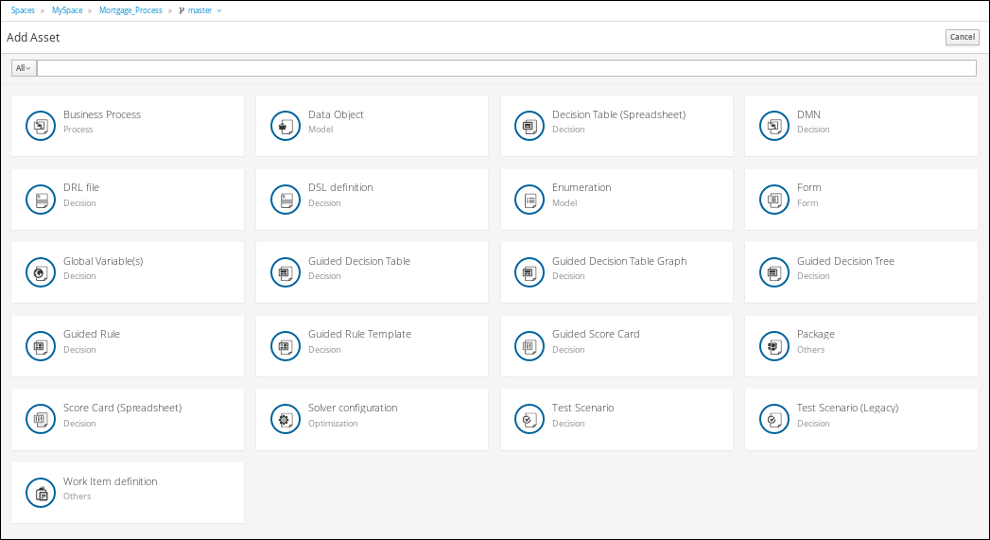 Spaces » MySpace » Mortgage_Process » master
Add Asset
Cancel
All
Business Process
Process
Data Object
Model
Decision Table (Spreadsheet)
Decision
DMN
Decision
DRL file
Decision
DSL definition
Decision
Enumeration
Model
Form
Form
Global Variable(s)
Decision
Guided Decision Table
Decision
Guided Decision Table Graph
Decision
Guided Decision Tree
Decision
Guided Rule
Decision
Guided Rule Template
Decision
Guided Score Card
Decision
Package
Others
Score Card (Spreadsheet)
Decision
Solver configuration
Optimization
Test Scenario
Decision
Test Scenario (Legacy)
Decision
Work Item definition
Others